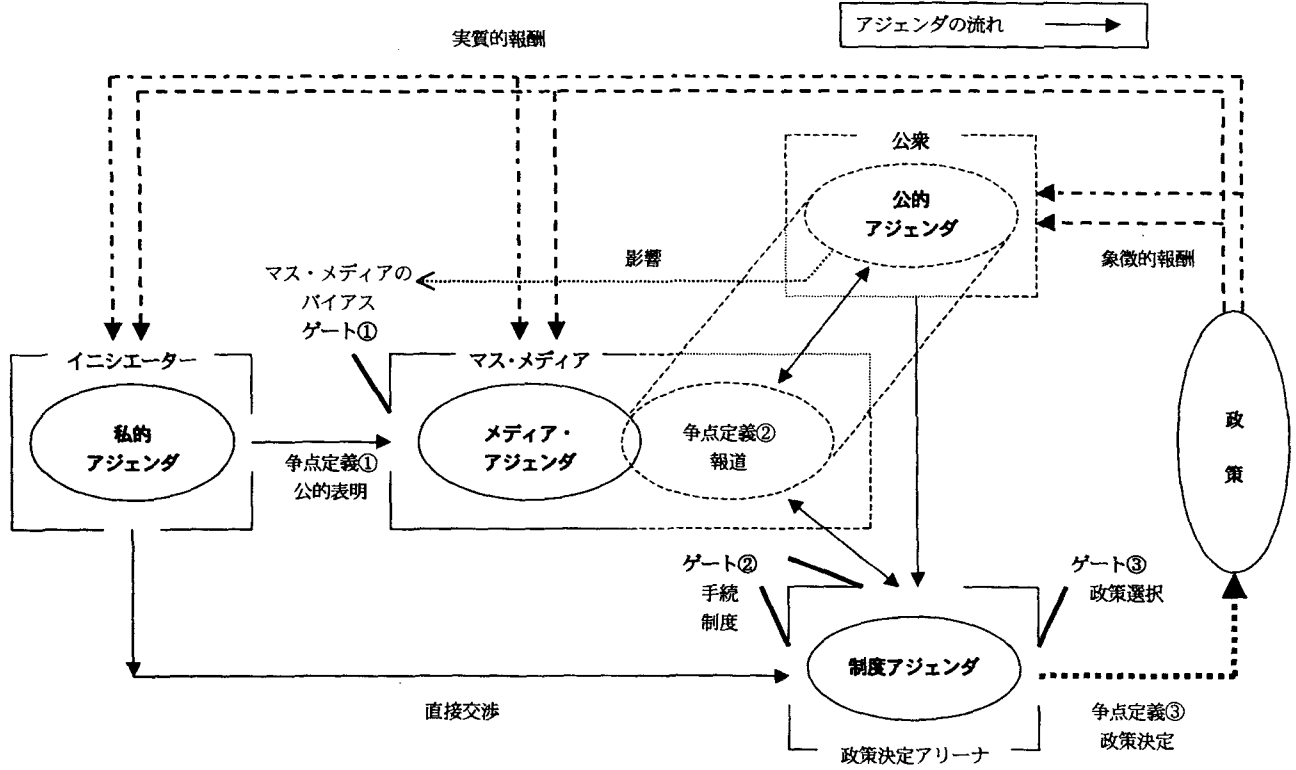 アジェンダの流れ
実質的報酬
公衆
公的
アジェンダ
影響
象徴的報酬
マス・メディアの
バイアス
ゲート①
イニシエーター
マス・メディア
私的
アジェンダ
争点定義①
公的表明
メディア・
アジェンダ
争点定義②
報道
政
策
ゲート②
手続
制度
ゲート③
政策選択
制度アジェンダ
直接交渉
争点定義③
政策決定
政策決定アリーナ